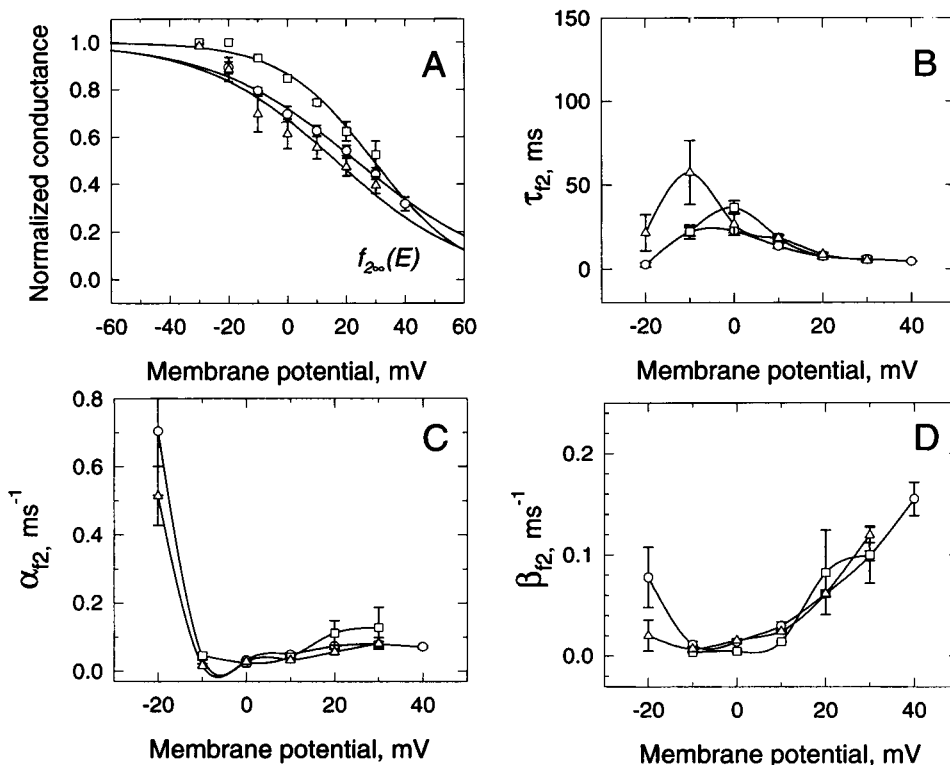 A
Normalized conductance
1.0
0.8
0.6
0.4
0.2
0.0
f2∞(E)
-60 -40 -20 0 20 40 60
Membrane potential, mV
B
τf2, ms
150
100
50
0
-20 0 20 40
Membrane potential, mV
C
αf2, ms-1
0.8
0.6
0.4
0.2
0.0
-20 0 20 40
Membrane potential, mV
D
βf2, ms-1
0.2
0.1
0.0
-20 0 20 40
Membrane potential, mV